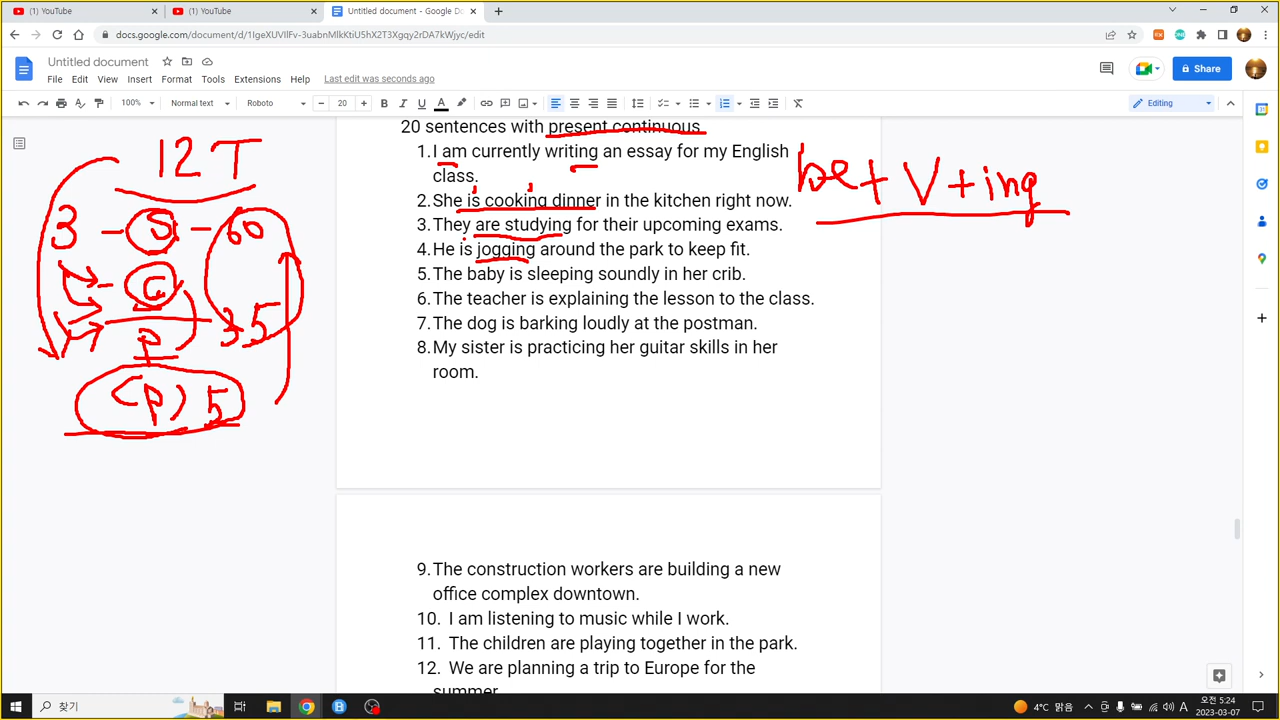 (1) YouTube
(1) YouTube
Untitled document - Google Do
docs.google.com/document/d/1IgeXUVIlFv-3uabnMlkKtiU5hX2T3Xgqy2rDA7kWjyc/edit
Untitled document
File Edit View Insert Format Tools Extensions Help Last edit was seconds ago
Share
100% Normal text Roboto 20 Editing
20 sentences with present continuous
1. I am currently writing an essay for my English
class.
2. She is cooking dinner in the kitchen right now.
3. They are studying for their upcoming exams.
4. He is jogging around the park to keep fit.
5. The baby is sleeping soundly in her crib.
6. The teacher is explaining the lesson to the class.
7. The dog is barking loudly at the postman.
8. My sister is practicing her guitar skills in her
room.
9. The construction workers are building a new
office complex downtown.
10. I am listening to music while I work.
11. The children are playing together in the park.
12. We are planning a trip to Europe for the
summer
12 T
3 - S - 60
- C
P 35
(P) 5
be + V + ing
찾기
4°C 맑음 A 오전 5:24
2023-03-07